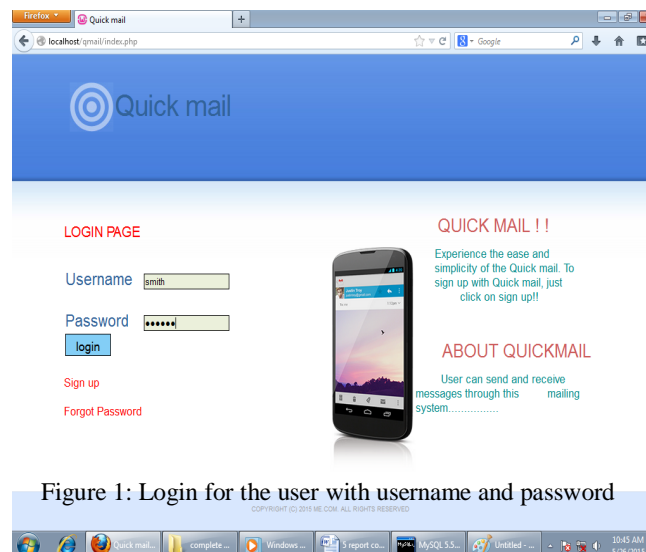 Firefox
Quick mail
+
localhost/qmail/index.php
Google
Quick mail
LOGIN PAGE
Username smith
Password ••••••
login
Sign up
Forgot Password
QUICK MAIL ! !
Experience the ease and
simplicity of the Quick mail. To
sign up with Quick mail, just
click on sign up!!
ABOUT QUICKMAIL
User can send and receive
messages through this mailing
system................
Figure 1: Login for the user with username and password
COPYRIGHT (C) 2015 ME.COM. ALL RIGHTS RESERVED
Quick mail... complete ... Windows ... 5 report co... MySQL 5.5... Untitled - ... 10:45 AM
5/26/2015